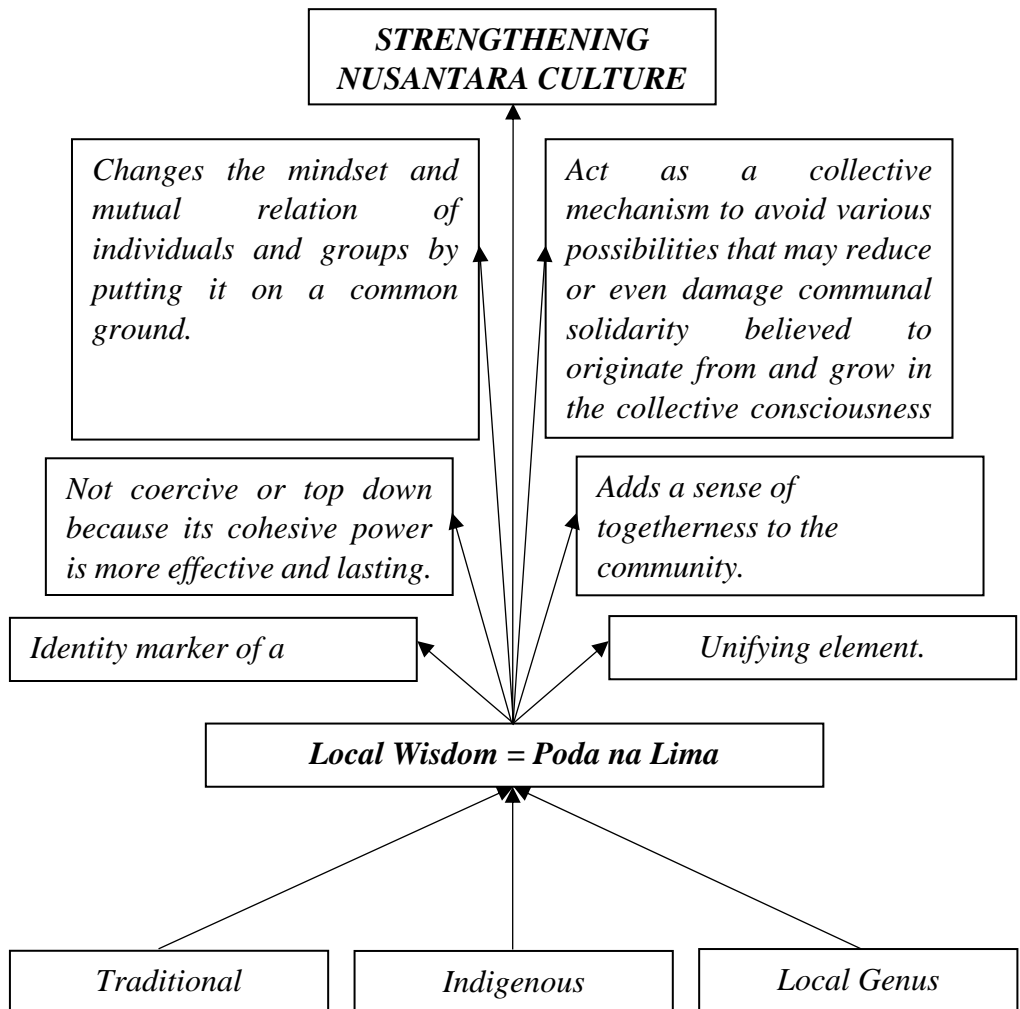 STRENGTHENING
NUSANTARA CULTURE
Changes the mindset and
mutual relation of
individuals and groups by
putting it on a common
ground.
Act as a collective
mechanism to avoid various
possibilities that may reduce
or even damage communal
solidarity believed to
originate from and grow in
the collective consciousness
Not coercive or top down
because its cohesive power
is more effective and lasting.
Adds a sense of
togetherness to the
community.
Identity marker of a
Unifying element.
Local Wisdom = Poda na Lima
Traditional
Indigenous
Local Genus